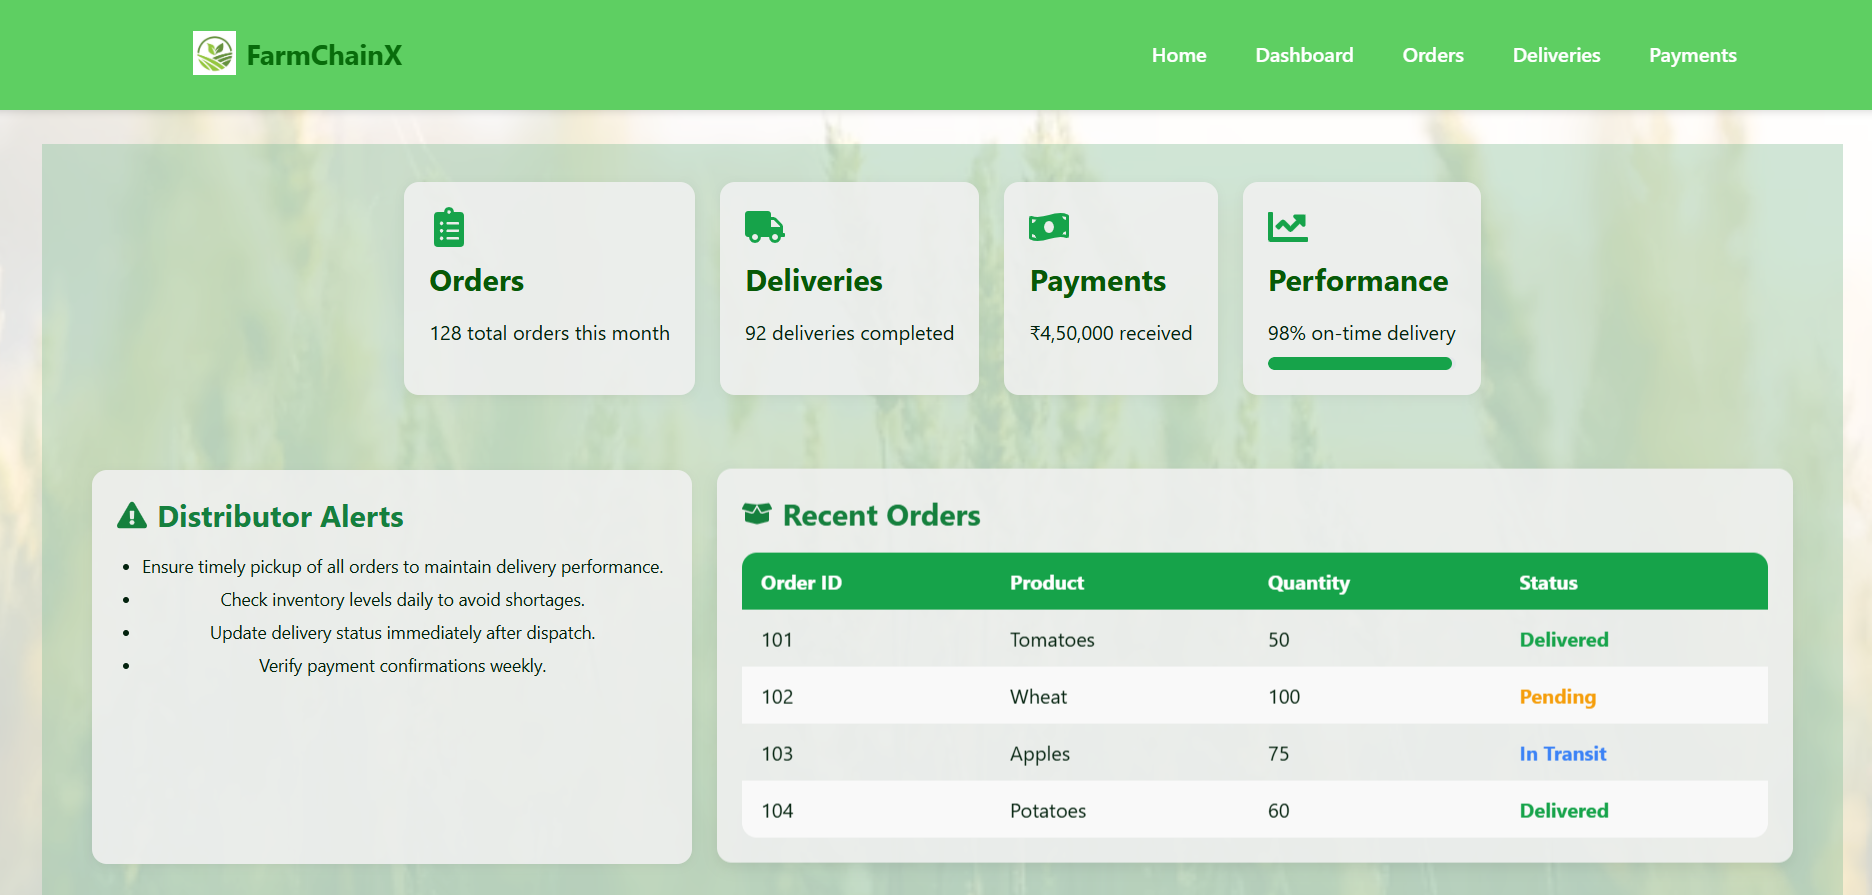 FarmChainX
Home Dashboard Orders Deliveries Payments
Orders
128 total orders this month
Deliveries
92 deliveries completed
Payments
₹4,50,000 received
Performance
98% on-time delivery
Distributor Alerts
• Ensure timely pickup of all orders to maintain delivery performance.
• Check inventory levels daily to avoid shortages.
• Update delivery status immediately after dispatch.
• Verify payment confirmations weekly.
Recent Orders
Order ID Product Quantity Status
101 Tomatoes 50 Delivered
102 Wheat 100 Pending
103 Apples 75 In Transit
104 Potatoes 60 Delivered